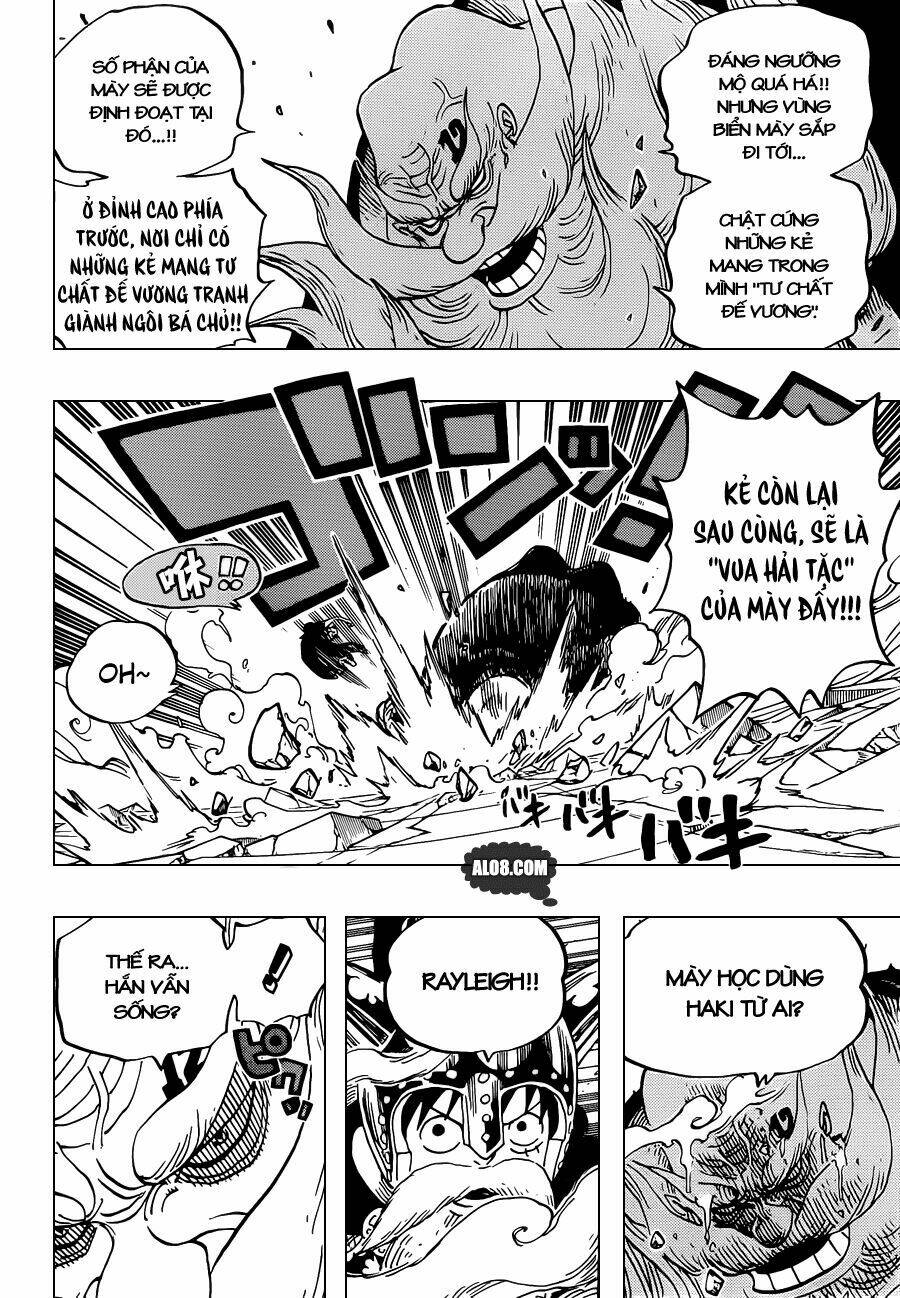 ĐÁNG NGƯỠNG
MỘ QUÁ HÁ!!
NHƯNG VÙNG
BIỂN MÀY SẮP
ĐI TỚI...
CHẬT CỨNG
NHỮNG KẺ
MANG TRONG
MÌNH "TƯ CHẤT
ĐẾ VƯƠNG".
SỐ PHẬN CỦA
MÀY SẼ ĐƯỢC
ĐỊNH ĐOẠT TẠI
ĐÓ...!!
Ở ĐỈNH CAO PHÍA
TRƯỚC, NƠI CHỈ CÓ
NHỮNG KẺ MANG TƯ
CHẤT ĐẾ VƯƠNG TRANH
GIÀNH NGÔI BÁ CHỦ!!
KẺ CÒN LẠI
SAU CÙNG, SẼ LÀ
"VUA HẢI TẶC"
CỦA MÀY ĐẤY!!!
咻!!
OH~
バキ
バキ
バキ
ALO8.COM
MÀY HỌC DÙNG
HAKI TỪ AI?
RAYLEIGH!!
THẾ RA...
HẮN VẪN
SỐNG?
!
ピクッ!